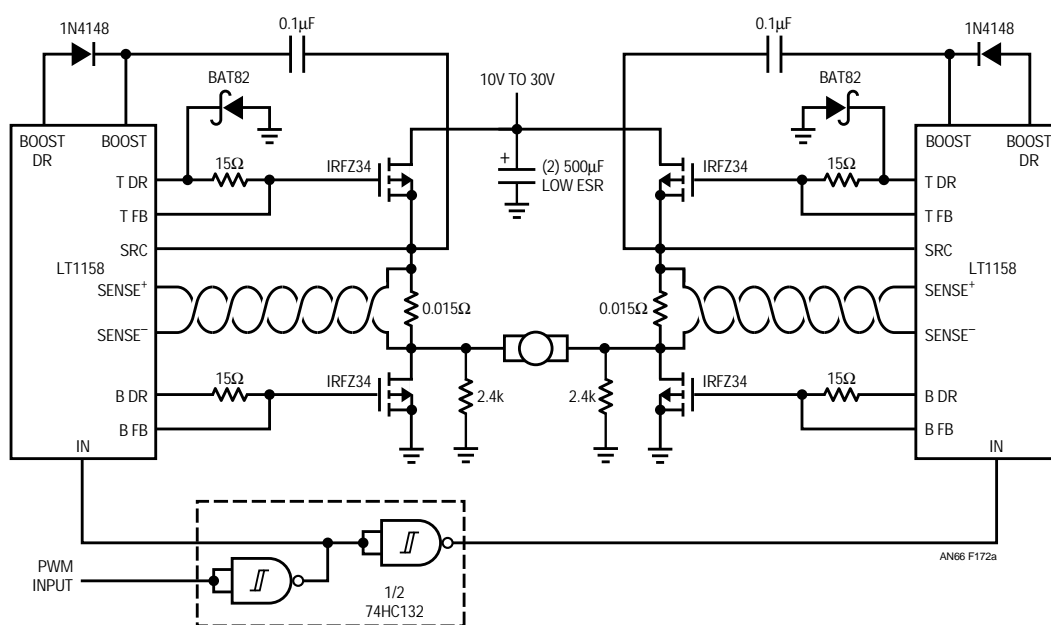 1N4148
0.1µF
0.1µF
1N4148
BAT82
10V TO 30V
BAT82
BOOST DR
BOOST
BOOST
BOOST DR
15Ω
IRFZ34
+
(2) 500µF
LOW ESR
IRFZ34
15Ω
T DR
T DR
T FB
T FB
SRC
SRC
LT1158
LT1158
SENSE+
SENSE+
0.015Ω
0.015Ω
SENSE–
SENSE–
15Ω
IRFZ34
IRFZ34
15Ω
B DR
2.4k
2.4k
B DR
B FB
B FB
IN
IN
PWM
INPUT
1/2
74HC132
AN66 F172a